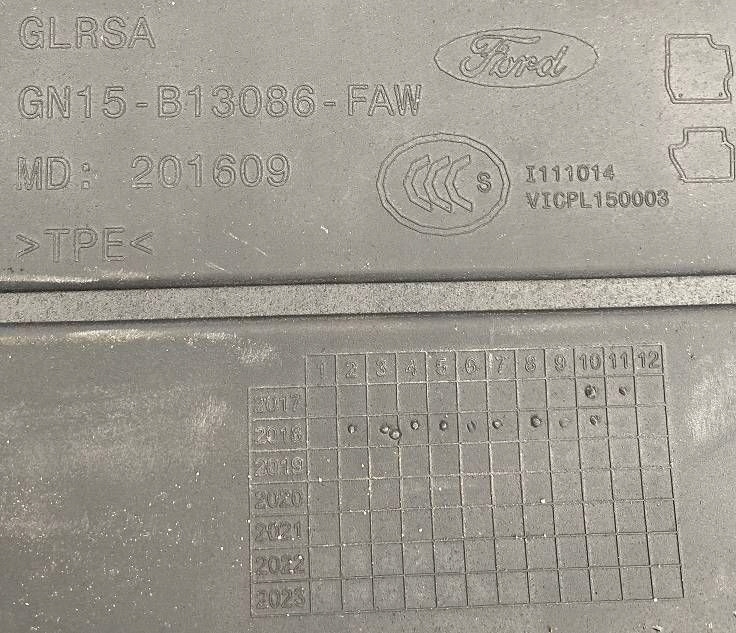 GLRSA
Ford
GN15-B13086-FAW
MD: 201609
S
I111014
VICPL150003
>TPE<
1 2 3 4 5 6 7 8 9 10 11 12
2017
2018
2019
2020
2021
2022
2023